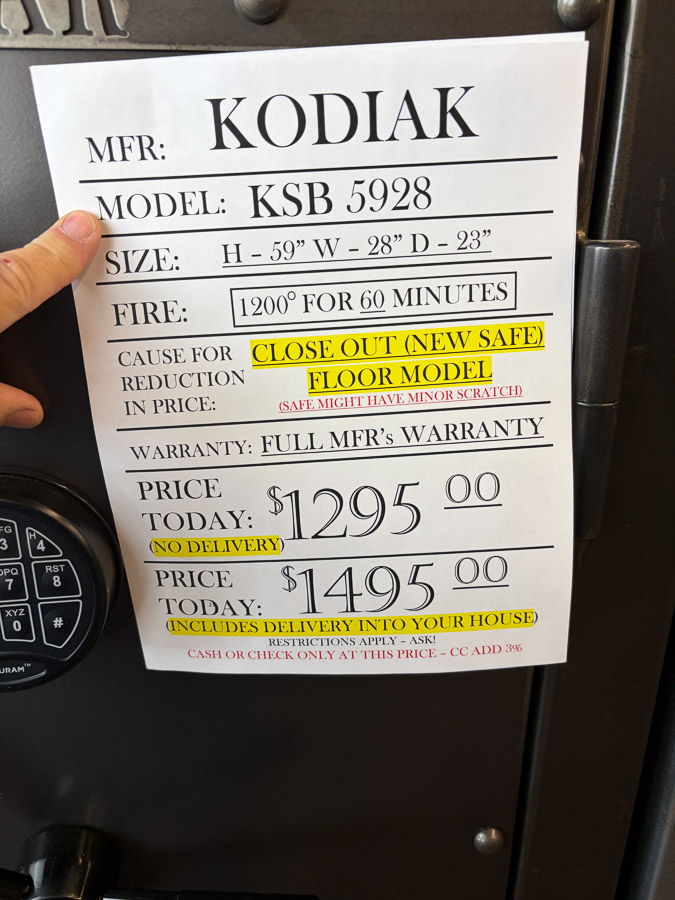 MFR: KODIAK
MODEL: KSB 5928
SIZE: H - 59" W - 28" D - 23"
FIRE: 1200° FOR 60 MINUTES
CAUSE FOR REDUCTION IN PRICE: CLOSE OUT (NEW SAFE)
FLOOR MODEL
(SAFE MIGHT HAVE MINOR SCRATCH)
WARRANTY: FULL MFR's WARRANTY
PRICE TODAY: $1295 00
(NO DELIVERY)
PRICE TODAY: $1495 00
(INCLUDES DELIVERY INTO YOUR HOUSE)
RESTRICTIONS APPLY - ASK!
CASH OR CHECK ONLY AT THIS PRICE - CC ADD 3%
3
H 4
7
RST 8
XYZ 0
#